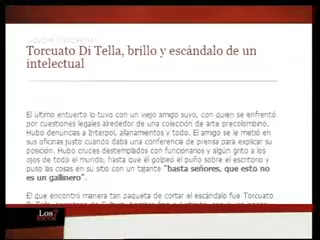 Torcuato Di Tella, brillo y escándalo de un
intelectual
El último entuerto lo tuvo con un viejo amigo suyo, con quien se enfrentó
por cuestiones legales alrededor de una colección de arte precolombino.
Hubo denuncias a Interpol, allanamientos y todo. El amigo se le metió en
sus oficinas justo cuando daba una conferencia de prensa para explicar su
posición. Hubo cruces destemplados con funcionarios y algún grito a los
ojos de todo el mundo, hasta que él golpeó el puño sobre el escritorio y
puso las cosas en su sitio con un tajante "basta señores, que esto no
es un gallinero".
El que encontró manera tan paqueta de cortar el escándalo fue Torcuato
Los 7
locos